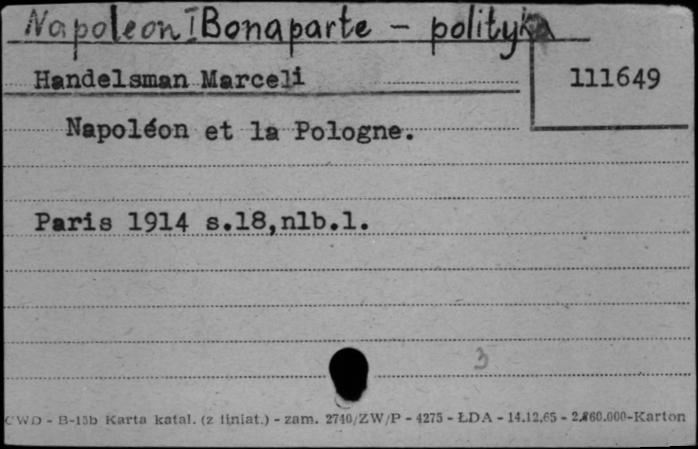 Napoleon I Bonaparte - polityka
Handelsman Marceli
111649
Napoléon et la Pologne.
Paris 1914 s.18,nlb.1.
3
CWD - B-15b Karta katal. (z liniat.) - zam. 2740/ZW/P - 4275 - ŁDA - 14.12.65 - 2.860.000-Karton